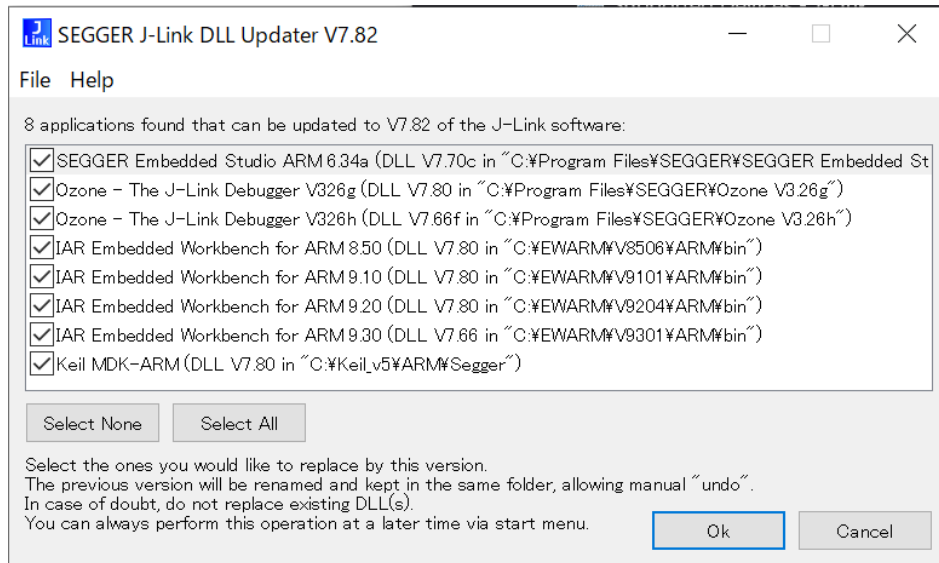 J Link SEGGER J-Link DLL Updater V7.82
File Help
8 applications found that can be updated to V7.82 of the J-Link software:
SEGGER Embedded Studio ARM 6.34a (DLL V7.70c in "C:¥Program Files¥SEGGER¥SEGGER Embedded St
Ozone - The J-Link Debugger V326g (DLL V7.80 in "C:¥Program Files¥SEGGER¥Ozone V3.26g")
Ozone - The J-Link Debugger V326h (DLL V7.66f in "C:¥Program Files¥SEGGER¥Ozone V3.26h")
IAR Embedded Workbench for ARM 8.50 (DLL V7.80 in "C:¥EWARM¥V8506¥ARM¥bin")
IAR Embedded Workbench for ARM 9.10 (DLL V7.80 in "C:¥EWARM¥V9101¥ARM¥bin")
IAR Embedded Workbench for ARM 9.20 (DLL V7.80 in "C:¥EWARM¥V9204¥ARM¥bin")
IAR Embedded Workbench for ARM 9.30 (DLL V7.66 in "C:¥EWARM¥V9301¥ARM¥bin")
Keil MDK-ARM (DLL V7.80 in "C:¥Keil_v5¥ARM¥Segger")
Select None Select All
Select the ones you would like to replace by this version.
The previous version will be renamed and kept in the same folder, allowing manual "undo".
In case of doubt, do not replace existing DLL(s).
You can always perform this operation at a later time via start menu.
Ok Cancel